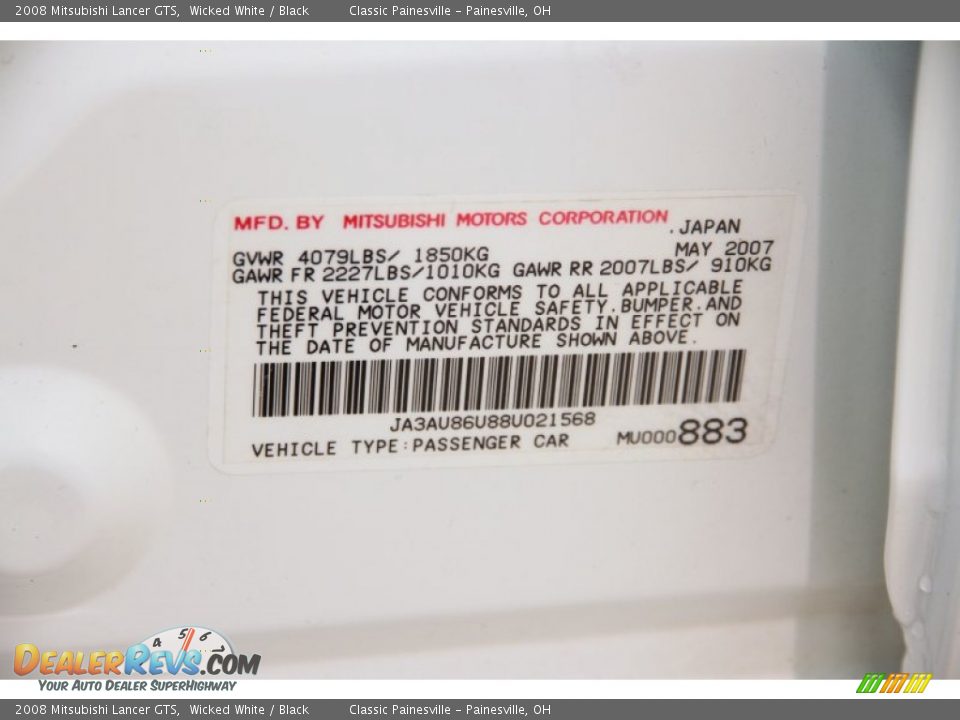 2008 Mitsubishi Lancer GTS, Wicked White / Black Classic Painesville - Painesville, OH
MFD. BY MITSUBISHI MOTORS CORPORATION .JAPAN
MAY 2007
GVWR 4079LBS/ 1850KG
GAWR FR 2227LBS/1010KG GAWR RR 2007LBS/ 910KG
THIS VEHICLE CONFORMS TO ALL APPLICABLE
FEDERAL MOTOR VEHICLE SAFETY.BUMPER.AND
THEFT PREVENTION STANDARDS IN EFFECT ON
THE DATE OF MANUFACTURE SHOWN ABOVE.
JA3AU86U88U021568
VEHICLE TYPE:PASSENGER CAR MU000883
4 5 6
DEALERREVS.COM
YOUR AUTO DEALER SUPERHIGHWAY
2008 Mitsubishi Lancer GTS, Wicked White / Black Classic Painesville - Painesville, OH